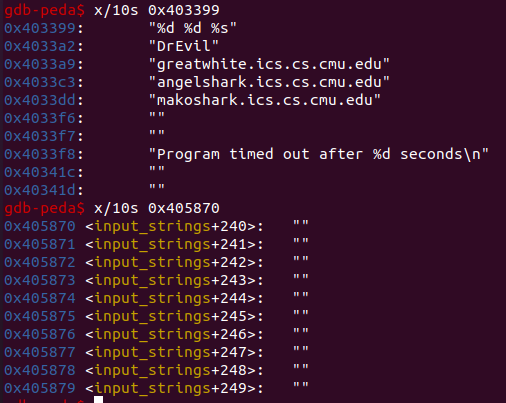 gdb-peda$ x/10s 0x403399
0x403399: "%d %d %s"
0x4033a2: "DrEvil"
0x4033a9: "greatwhite.ics.cs.cmu.edu"
0x4033c3: "angelshark.ics.cs.cmu.edu"
0x4033dd: "makoshark.ics.cs.cmu.edu"
0x4033f6: ""
0x4033f7: ""
0x4033f8: "Program timed out after %d seconds\n"
0x40341c: ""
0x40341d: ""
gdb-peda$ x/10s 0x405870
0x405870 <input_strings+240>: ""
0x405871 <input_strings+241>: ""
0x405872 <input_strings+242>: ""
0x405873 <input_strings+243>: ""
0x405874 <input_strings+244>: ""
0x405875 <input_strings+245>: ""
0x405876 <input_strings+246>: ""
0x405877 <input_strings+247>: ""
0x405878 <input_strings+248>: ""
0x405879 <input_strings+249>: ""
gdb-peda$